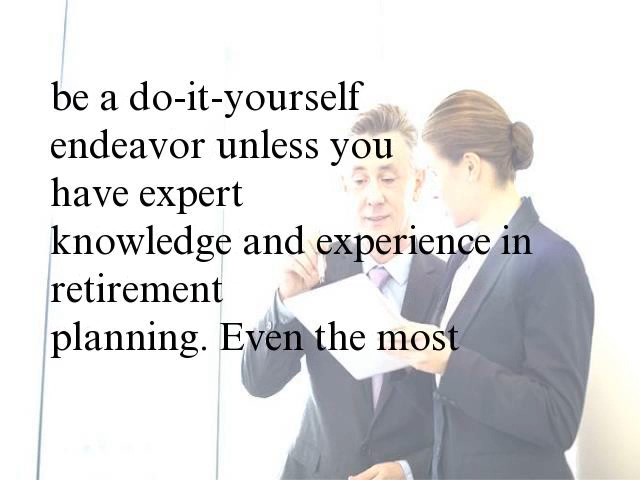 be a do-it-yourself
endeavor unless you
have expert
knowledge and experience in
retirement
planning. Even the most